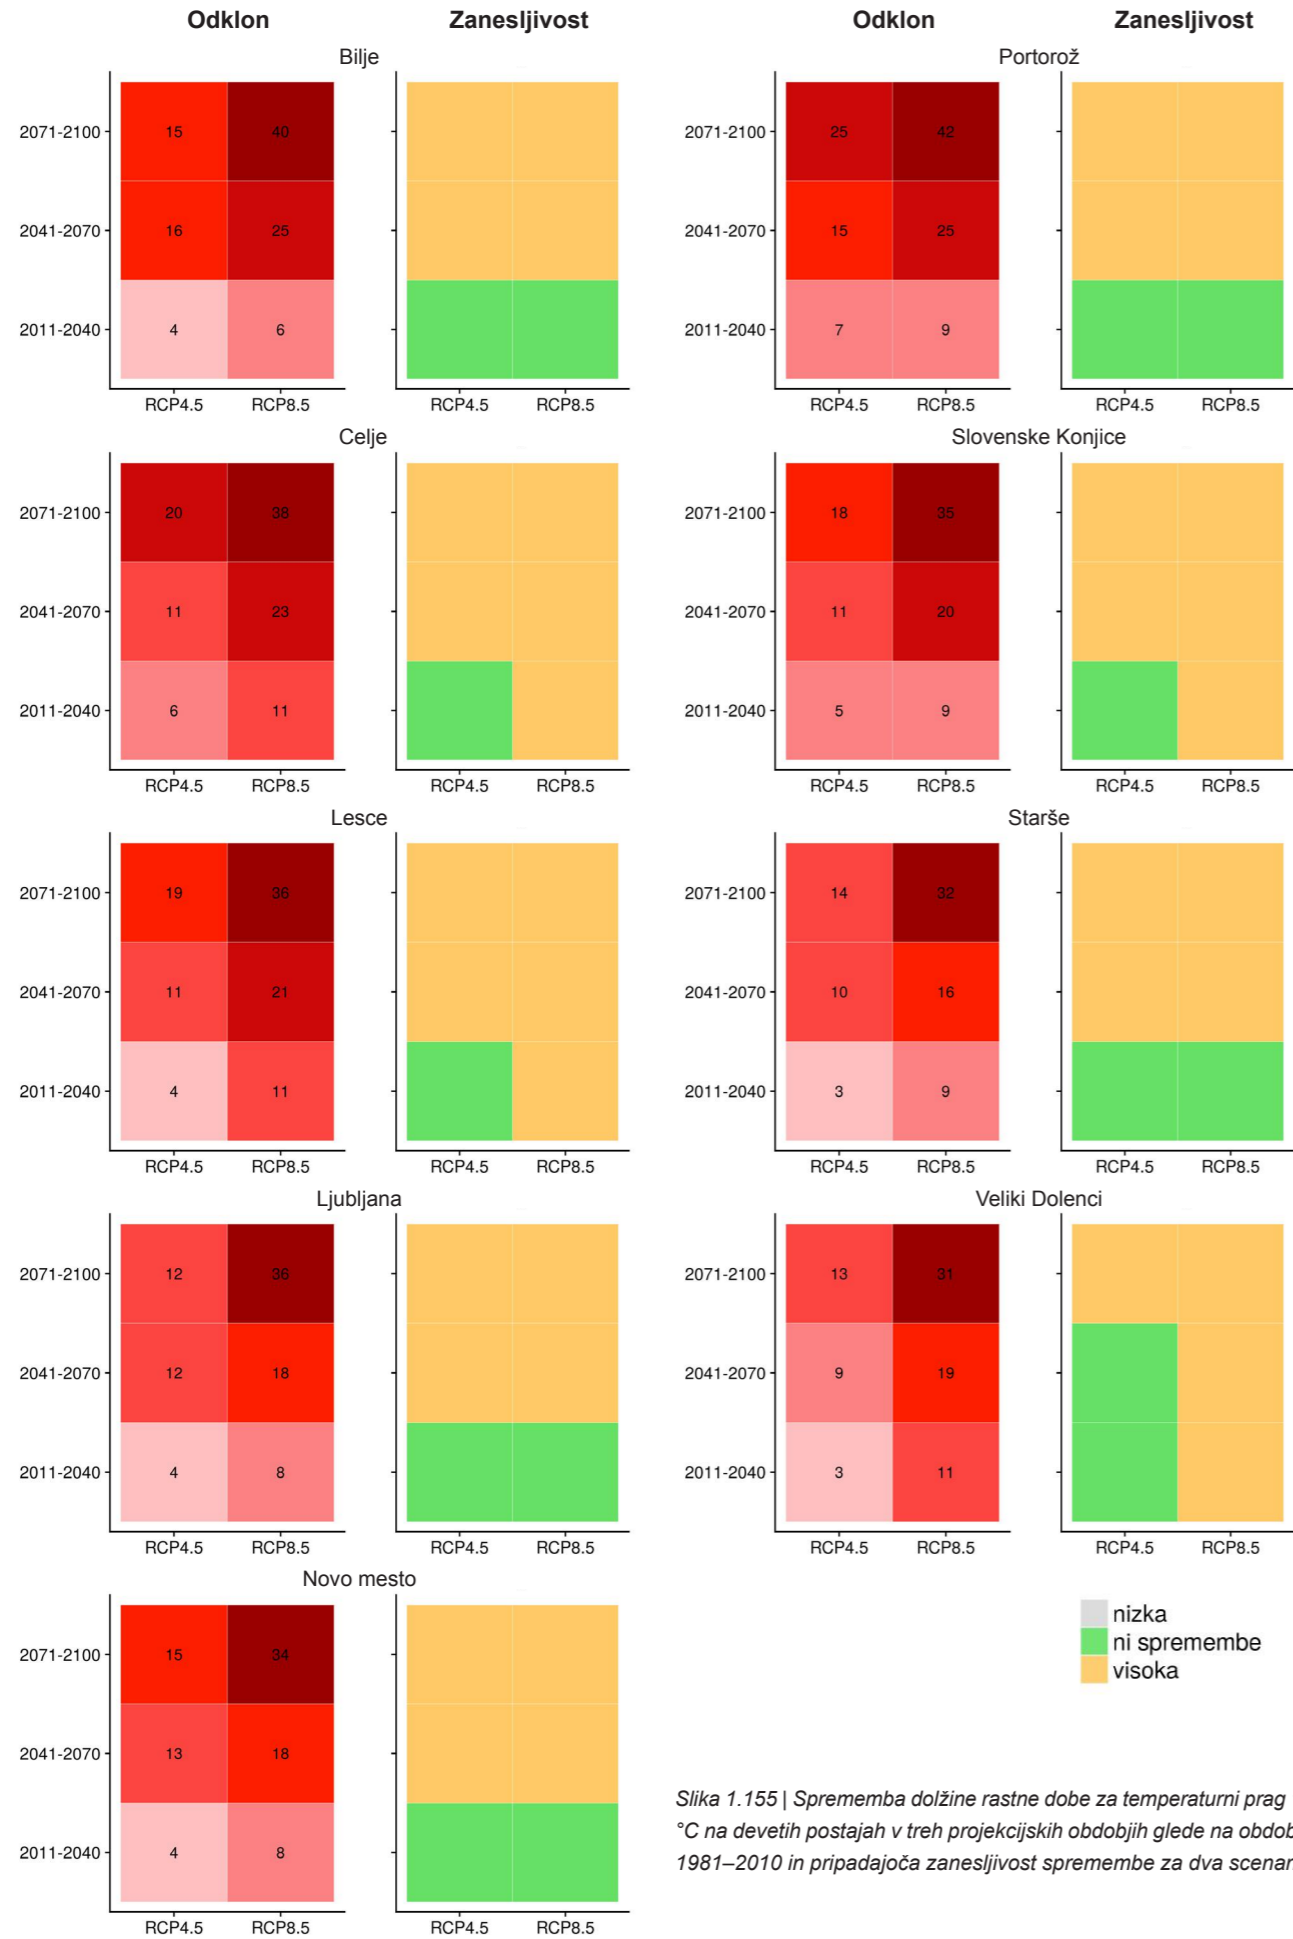 Odklon Zanesljivost Odklon Zanesljivost
Bilje
2071-2100 15 40
2041-2070 16 25
2011-2040 4 6
RCP4.5 RCP8.5 RCP4.5 RCP8.5
Portorož
2071-2100 25 42
2041-2070 15 25
2011-2040 7 9
RCP4.5 RCP8.5 RCP4.5 RCP8.5
Celje
2071-2100 20 38
2041-2070 11 23
2011-2040 6 11
RCP4.5 RCP8.5 RCP4.5 RCP8.5
Slovenske Konjice
2071-2100 18 35
2041-2070 11 20
2011-2040 5 9
RCP4.5 RCP8.5 RCP4.5 RCP8.5
Lesce
2071-2100 19 36
2041-2070 11 21
2011-2040 4 11
RCP4.5 RCP8.5 RCP4.5 RCP8.5
Starše
2071-2100 14 32
2041-2070 10 16
2011-2040 3 9
RCP4.5 RCP8.5 RCP4.5 RCP8.5
Ljubljana
2071-2100 12 36
2041-2070 12 18
2011-2040 4 8
RCP4.5 RCP8.5 RCP4.5 RCP8.5
Veliki Dolenci
2071-2100 13 31
2041-2070 9 19
2011-2040 3 11
RCP4.5 RCP8.5 RCP4.5 RCP8.5
Novo mesto
2071-2100 15 34
2041-2070 13 18
2011-2040 4 8
RCP4.5 RCP8.5 RCP4.5 RCP8.5
nizka
ni spremembe
visoka
Slika 1.155 | Sprememba dolžine rastne dobe za temperaturni prag
°C na devetih postajah v treh projekcijskih obdobjih glede na
1981–2010 in pripadajoča zanesljivost spremembe za dva